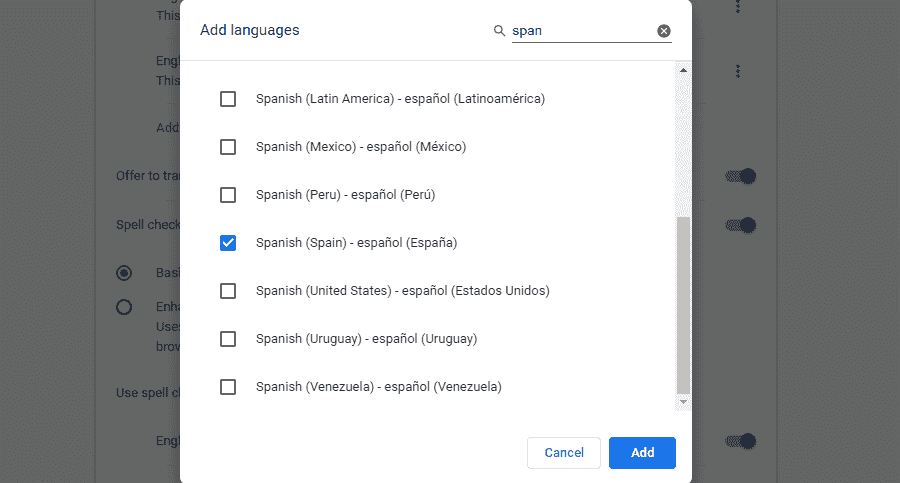 Add languages
span
This
Engl
This
Spanish (Latin America) - español (Latinoamérica)
Add
Spanish (Mexico) - español (México)
Offer to tran
Spanish (Peru) - español (Perú)
Spell check
Spanish (Spain) - español (España)
Basi
Spanish (United States) - español (Estados Unidos)
Enha
Uses
Spanish (Uruguay) - español (Uruguay)
brow
Spanish (Venezuela) - español (Venezuela)
Use spell ch
Engl
Cancel
Add